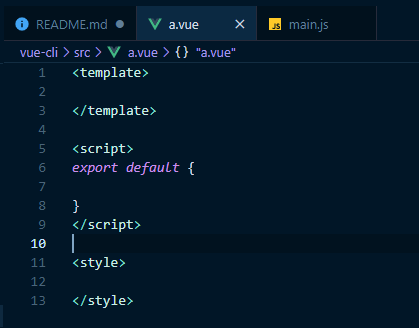 README.md
a.vue
main.js
vue-cli > src > a.vue > {} "a.vue"
1 <template>
2
3 </template>
4
5 <script>
6 export default {
7
8 }
9 </script>
10
11 <style>
12
13 </style>